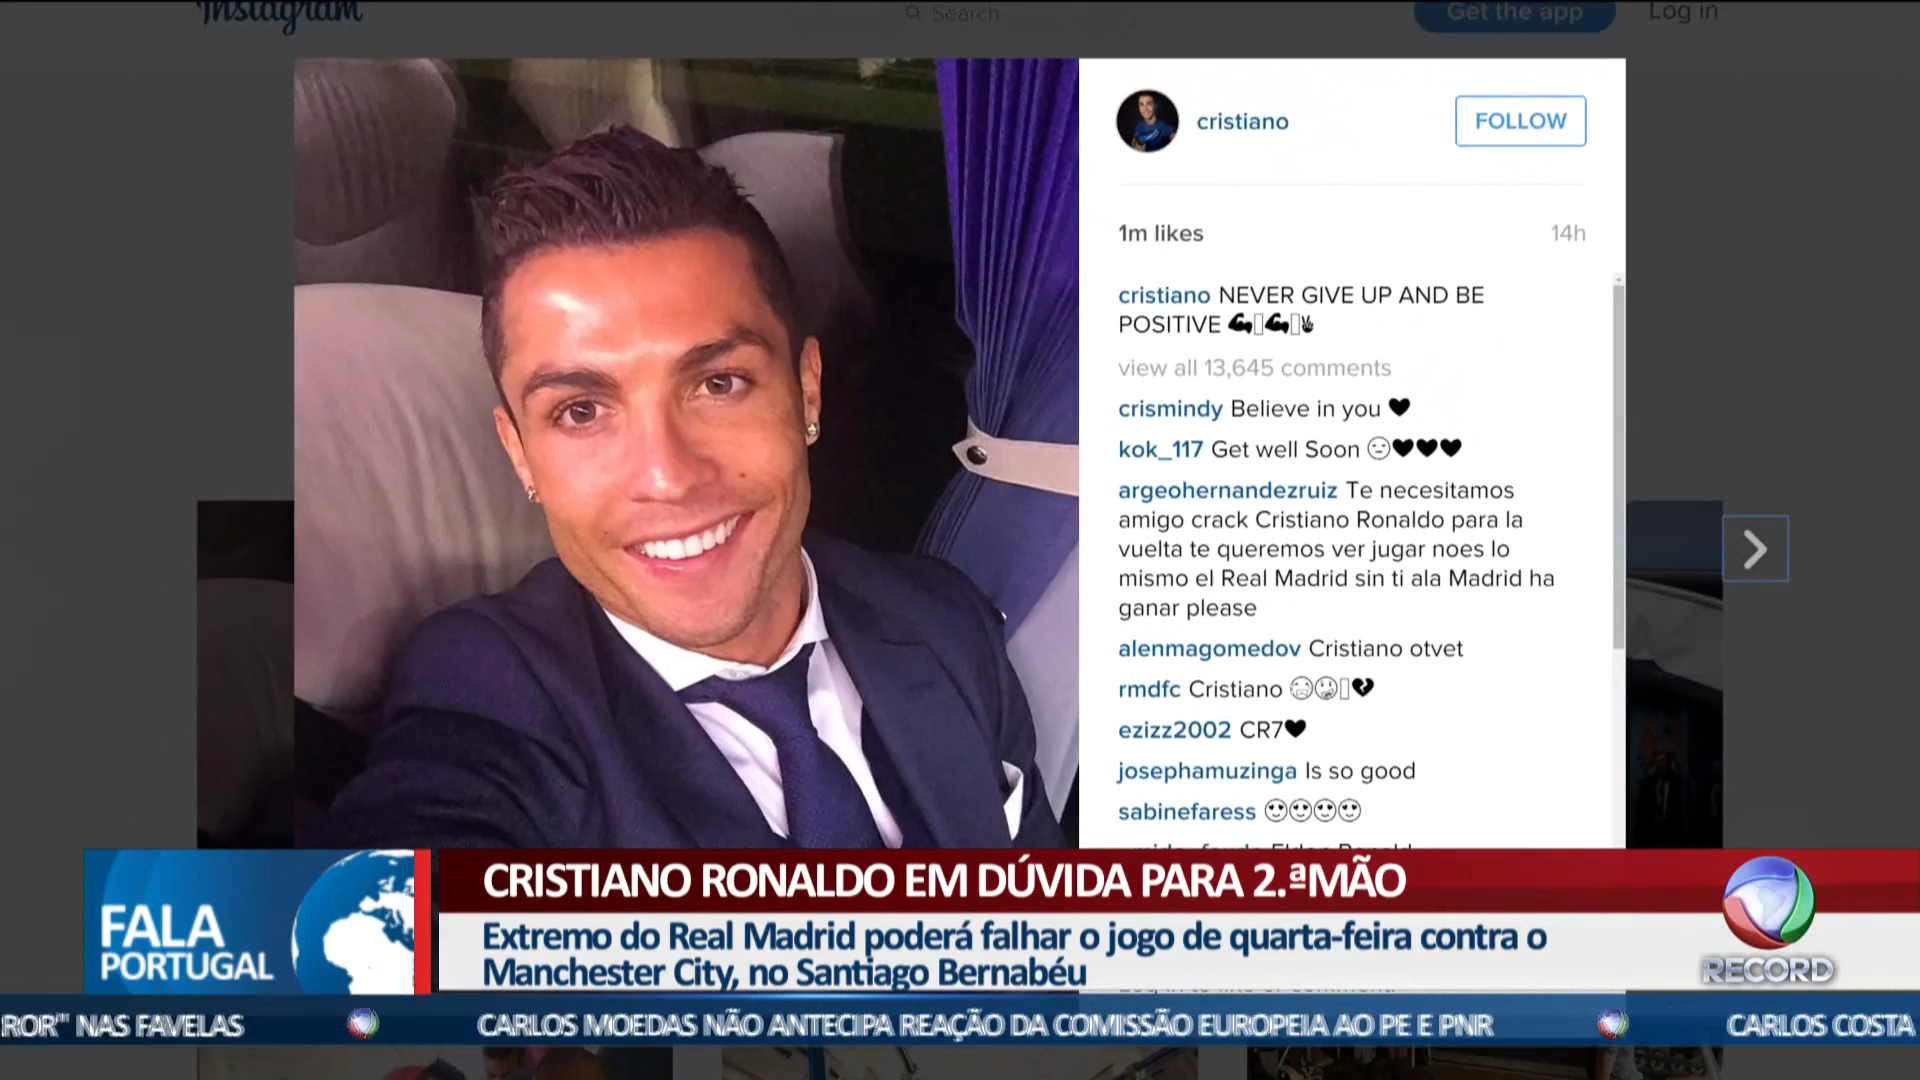 Instagram
Search
Get the app
Log in
cristiano
FOLLOW
1m likes
14h
cristiano NEVER GIVE UP AND BE
POSITIVE
view all 13,645 comments
crismindy Believe in you
kok_117 Get well Soon
argeohernandezruiz Te necesitamos
amigo crack Cristiano Ronaldo para la
vuelta te queremos ver jugar noes lo
mismo el Real Madrid sin ti ala Madrid ha
ganar please
alenmagomedov Cristiano otvet
rmdfc Cristiano
ezizz2002 CR7
josephamuzinga Is so good
sabinefaress
CRISTIANO RONALDO EM DÚVIDA PARA 2.ªMÃO
Extremo do Real Madrid poderá falhar o jogo de quarta-feira contra o
Manchester City, no Santiago Bernabéu
FALA
PORTUGAL
RECORD
ROR" NAS FAVELAS
CARLOS MOEDAS NÃO ANTECIPA REAÇÃO DA COMISSÃO EUROPEIA AO PE E PNR
CARLOS COSTA